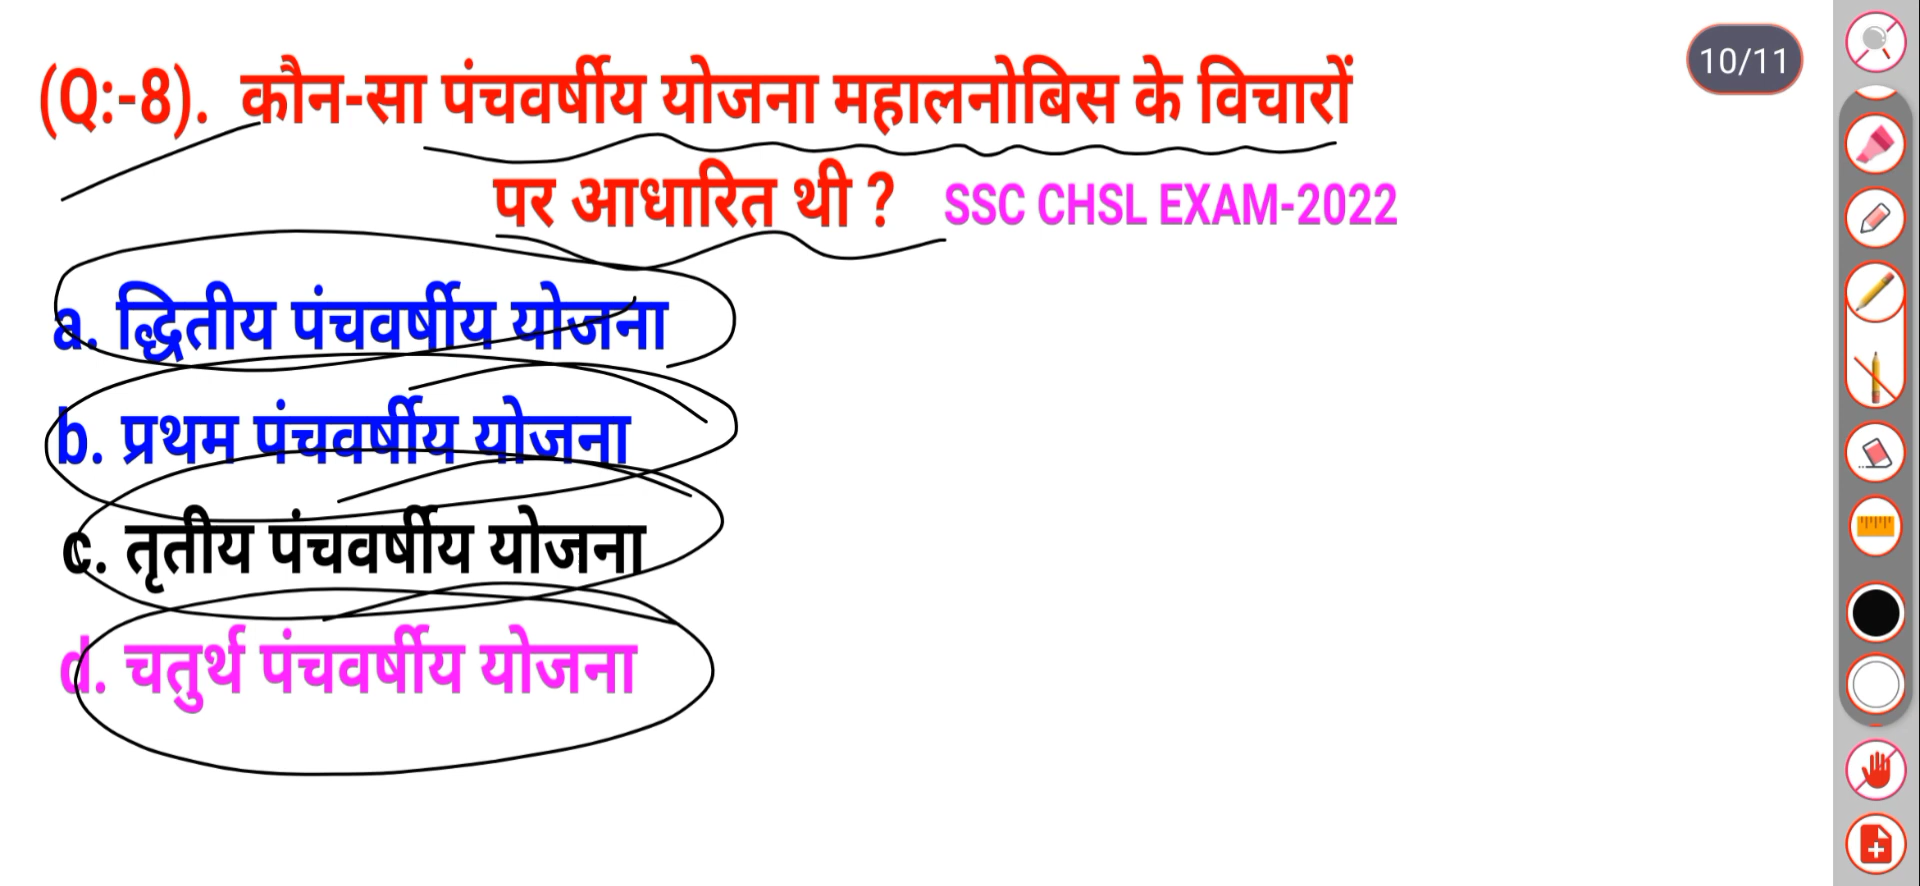 (Q:-8). कौन-सा पंचवर्षीय योजना महालनोबिस के विचारों
10/11
पर आधारित थी ? SSC CHSL EXAM-2022
a. द्धितीय पंचवर्षीय योजना
b. प्रथम पंचवर्षीय योजना
c. तृतीय पंचवर्षीय योजना
d. चतुर्थ पंचवर्षीय योजना